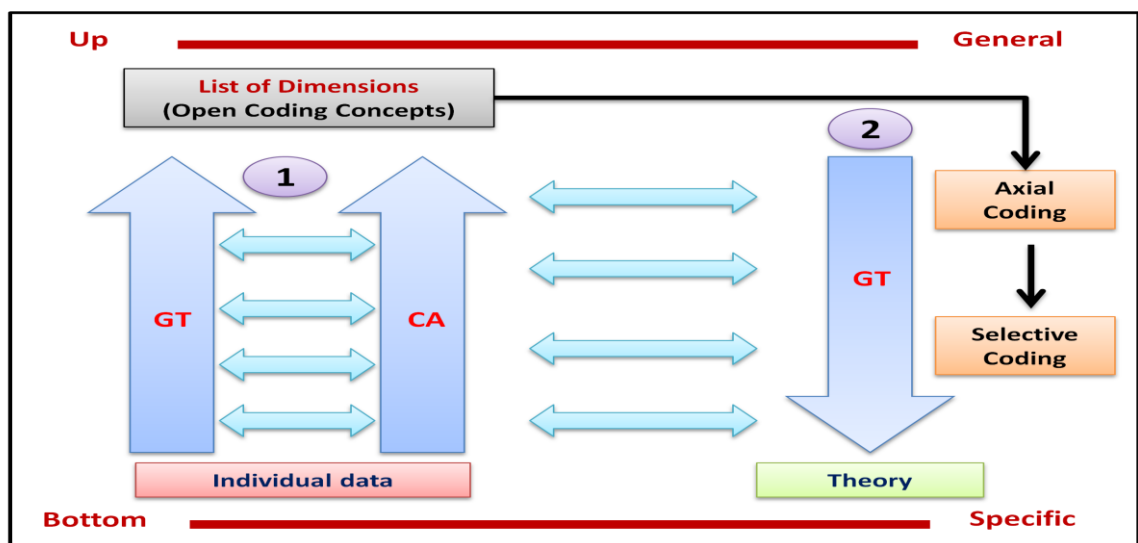 Up
General
List of Dimensions
(Open Coding Concepts)
1
2
Axial
Coding
GT
CA
GT
Selective
Coding
Individual data
Theory
Bottom
Specific